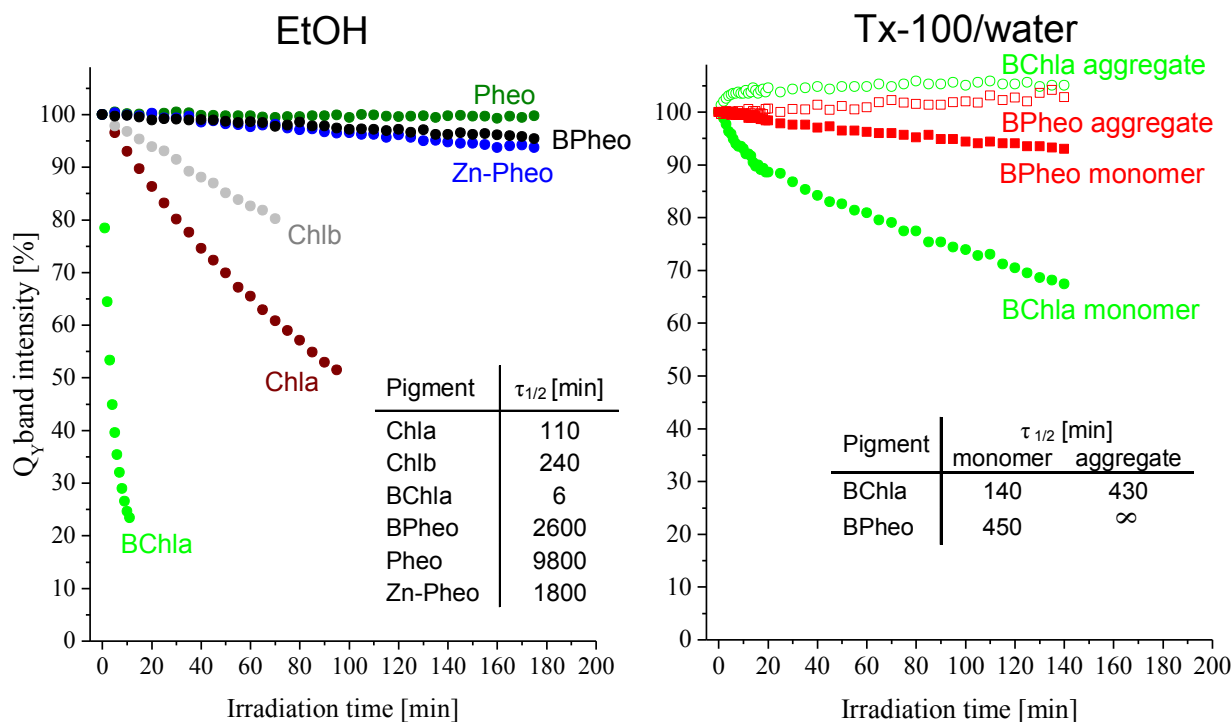 EtOH
Tx-100/water
Q_Y band intensity [%]
100
90
80
70
60
50
40
30
20
10
0
Pheo
BPheo
Zn-Pheo
Chlb
Chla
BChla
Pigment τ1/2 [min]
Chla 110
Chlb 240
BChla 6
BPheo 2600
Pheo 9800
Zn-Pheo 1800
0 20 40 60 80 100 120 140 160 180 200
Irradiation time [min]
100
90
80
70
60
50
40
30
20
10
0
BChla aggregate
BPheo aggregate
BPheo monomer
BChla monomer
Pigment τ 1/2 [min]
monomer aggregate
BChla 140 430
BPheo 450 ∞
0 20 40 60 80 100 120 140 160 180 200
Irradiation time [min]